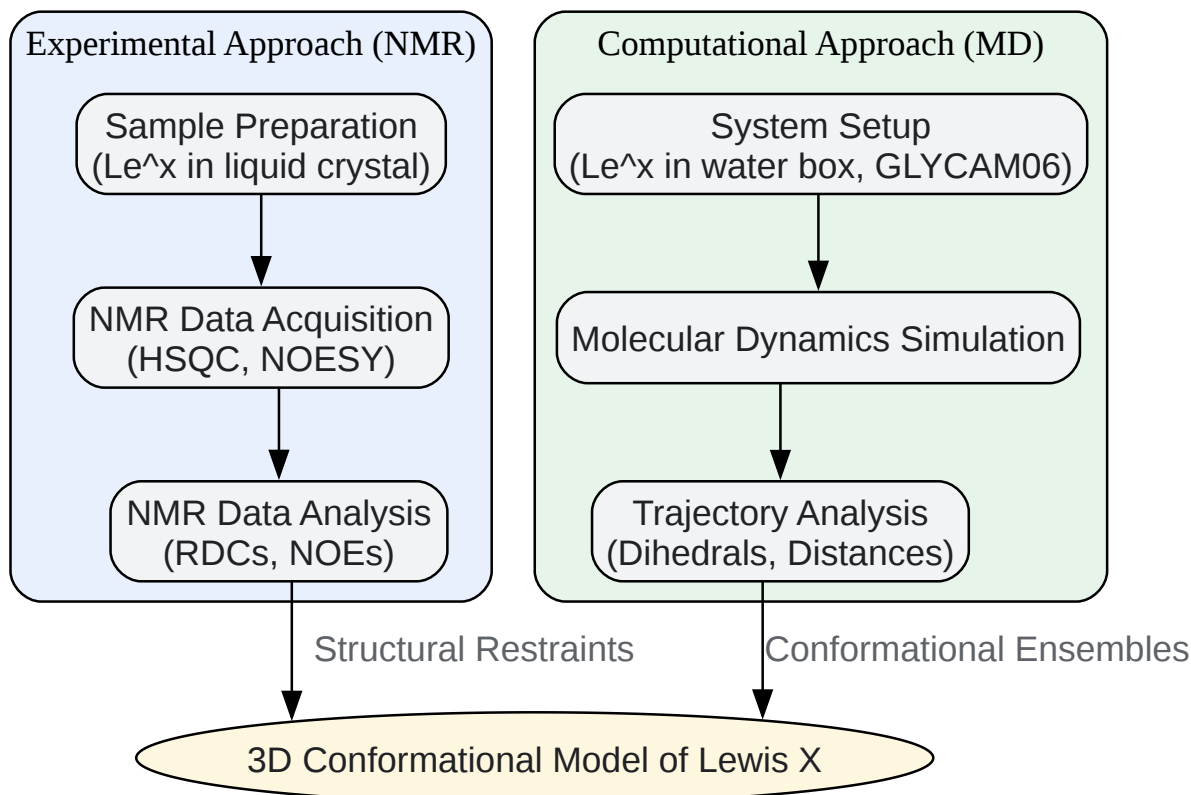 Experimental Approach (NMR)
Sample Preparation
(Le^x in liquid crystal)
NMR Data Acquisition
(HSQC, NOESY)
NMR Data Analysis
(RDCs, NOEs)
Computational Approach (MD)
System Setup
(Le^x in water box, GLYCAM06)
Molecular Dynamics Simulation
Trajectory Analysis
(Dihedrals, Distances)
Structural Restraints
Conformational Ensembles
3D Conformational Model of Lewis X